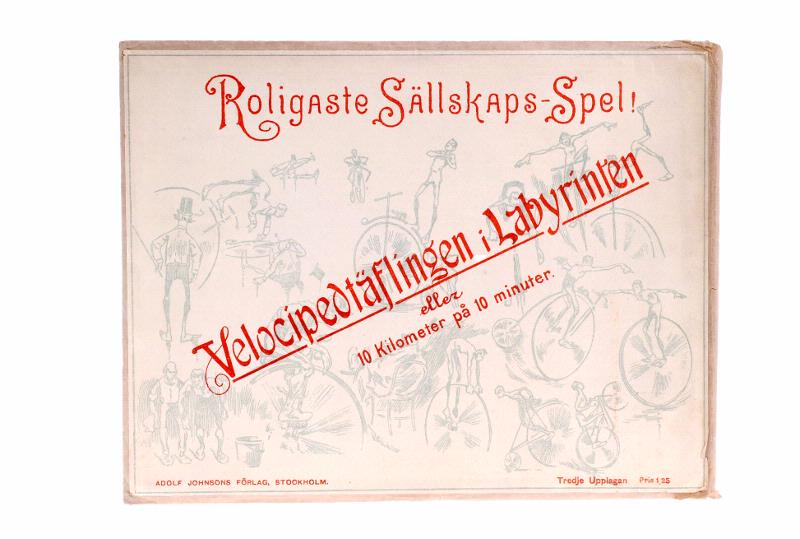 Roligaste Sällskaps-Spel!
Velocipedtäflingen i Labyrinten
eller
10 Kilometer på 10 minuter.
ADOLF JOHNSONS FÖRLAG, STOCKHOLM.
Tredje Upplagan Pris 1,25